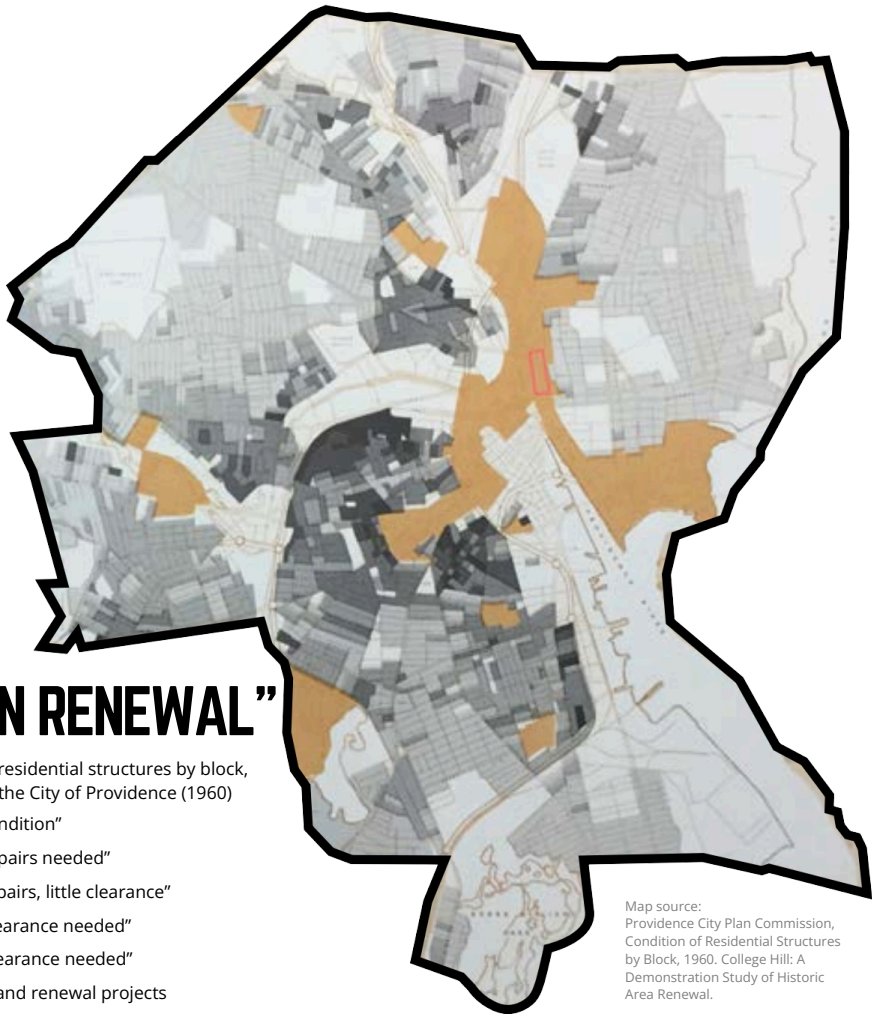 N RENEWAL”
residential structures by block,
the City of Providence (1960)
ndition”
pairs needed”
pairs, little clearance”
earance needed”
earance needed”
and renewal projects
Map source:
Providence City Plan Commission,
Condition of Residential Structures
by Block, 1960. College Hill: A
Demonstration Study of Historic
Area Renewal.